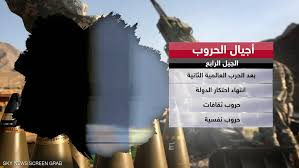 أجيال الحروب
الجيل الرابع
بعد الحرب العالمية الثانية
انتهاء احتكار الدولة
حروب ثقافات
حروب نفسية
SKY NEWS SCREEN GRAB